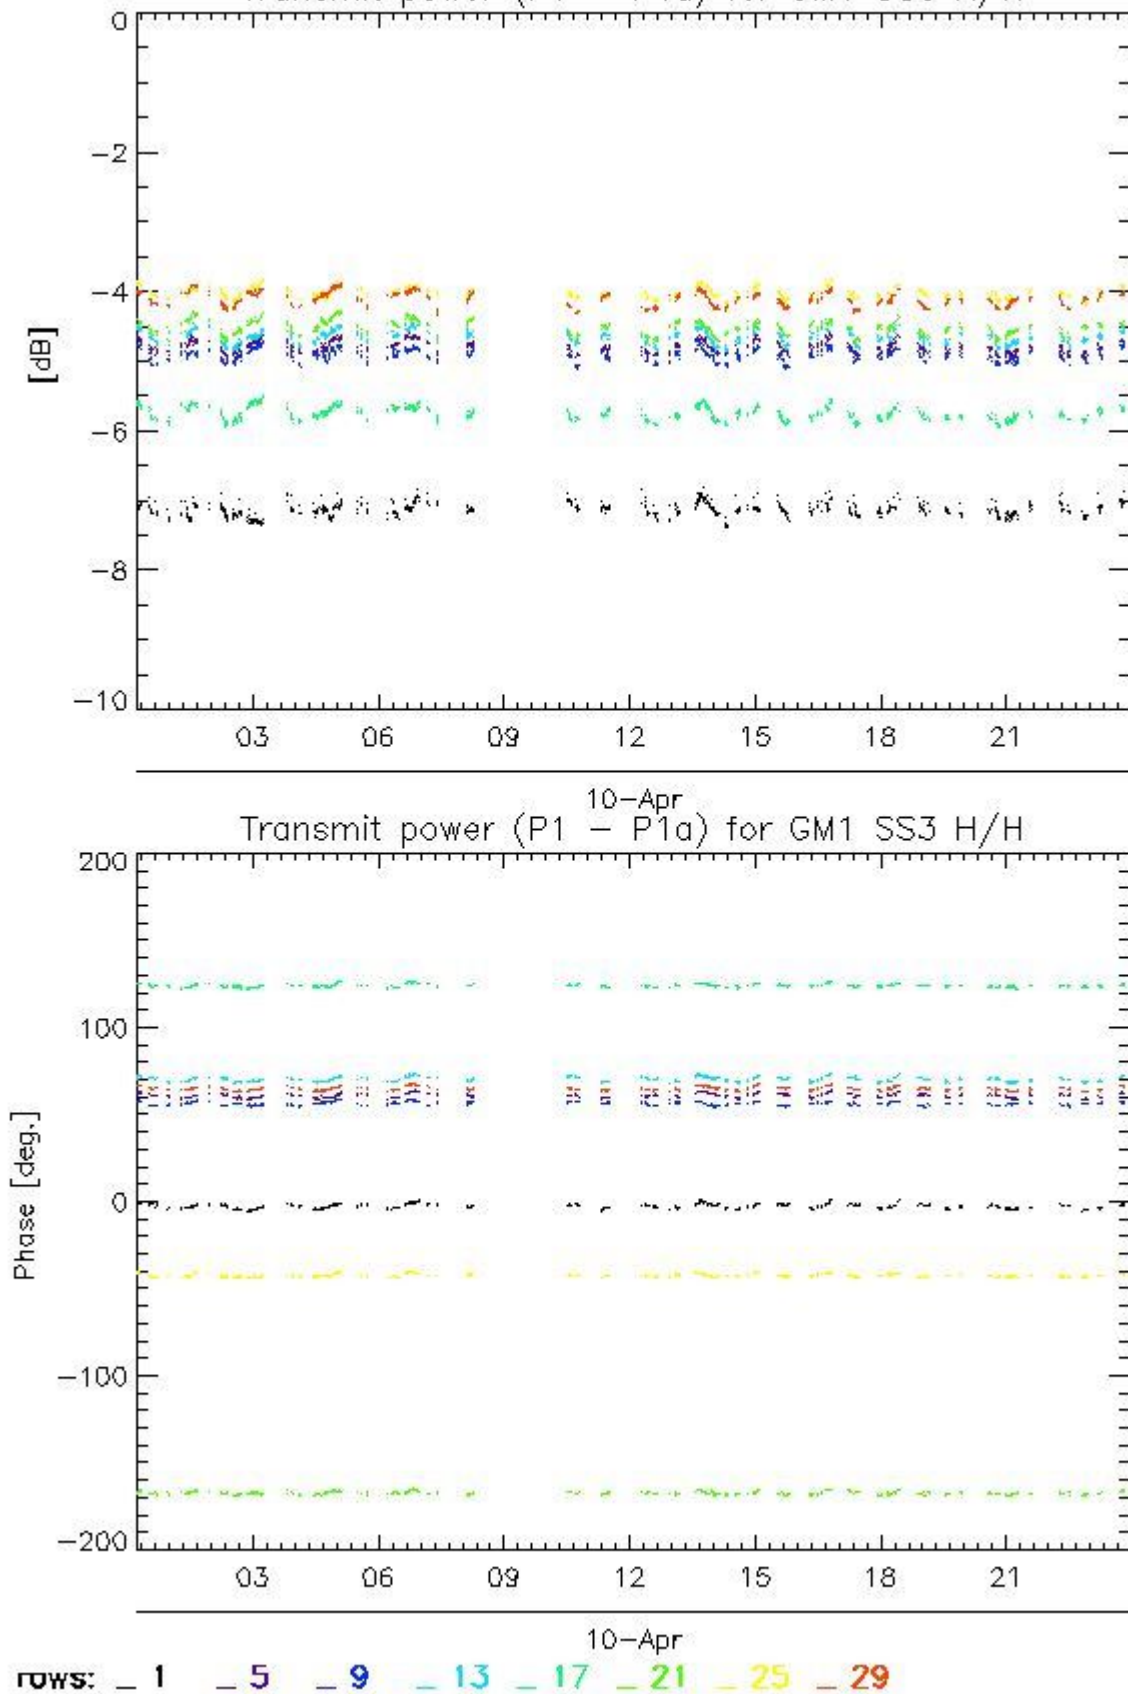 0
-2
-4
[dB]
-6
-8
-10
03 06 09 12 15 18 21
10-Apr
Transmit power (P1 - P1a) for GM1 SS3 H/H
200
100
0
Phase [deg.]
-100
-200
03 06 09 12 15 18 21
10-Apr
rows: _ 1 _ 5 _ 9 _ 13 _ 17 _ 21 _ 25 _ 29